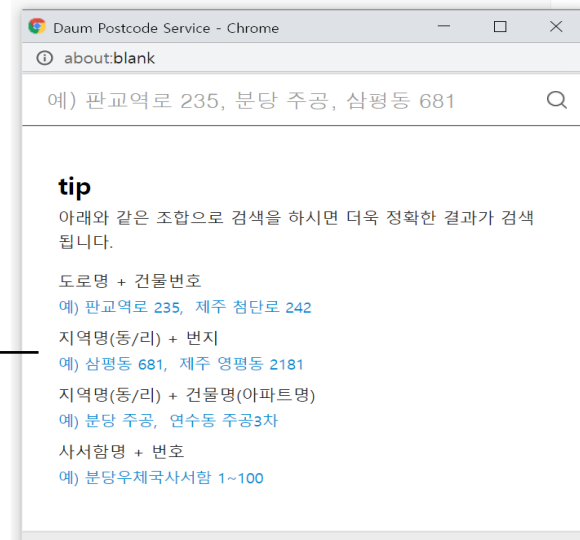 Daum Postcode Service - Chrome
about:blank
예) 판교역로 235, 분당 주공, 삼평동 681
tip
아래와 같은 조합으로 검색을 하시면 더욱 정확한 결과가 검색
됩니다.
도로명 + 건물번호
예) 판교역로 235, 제주 첨단로 242
지역명(동/리) + 번지
예) 삼평동 681, 제주 영평동 2181
지역명(동/리) + 건물명(아파트명)
예) 분당 주공, 연수동 주공3차
사서함명 + 번호
예) 분당우체국사서함 1~100